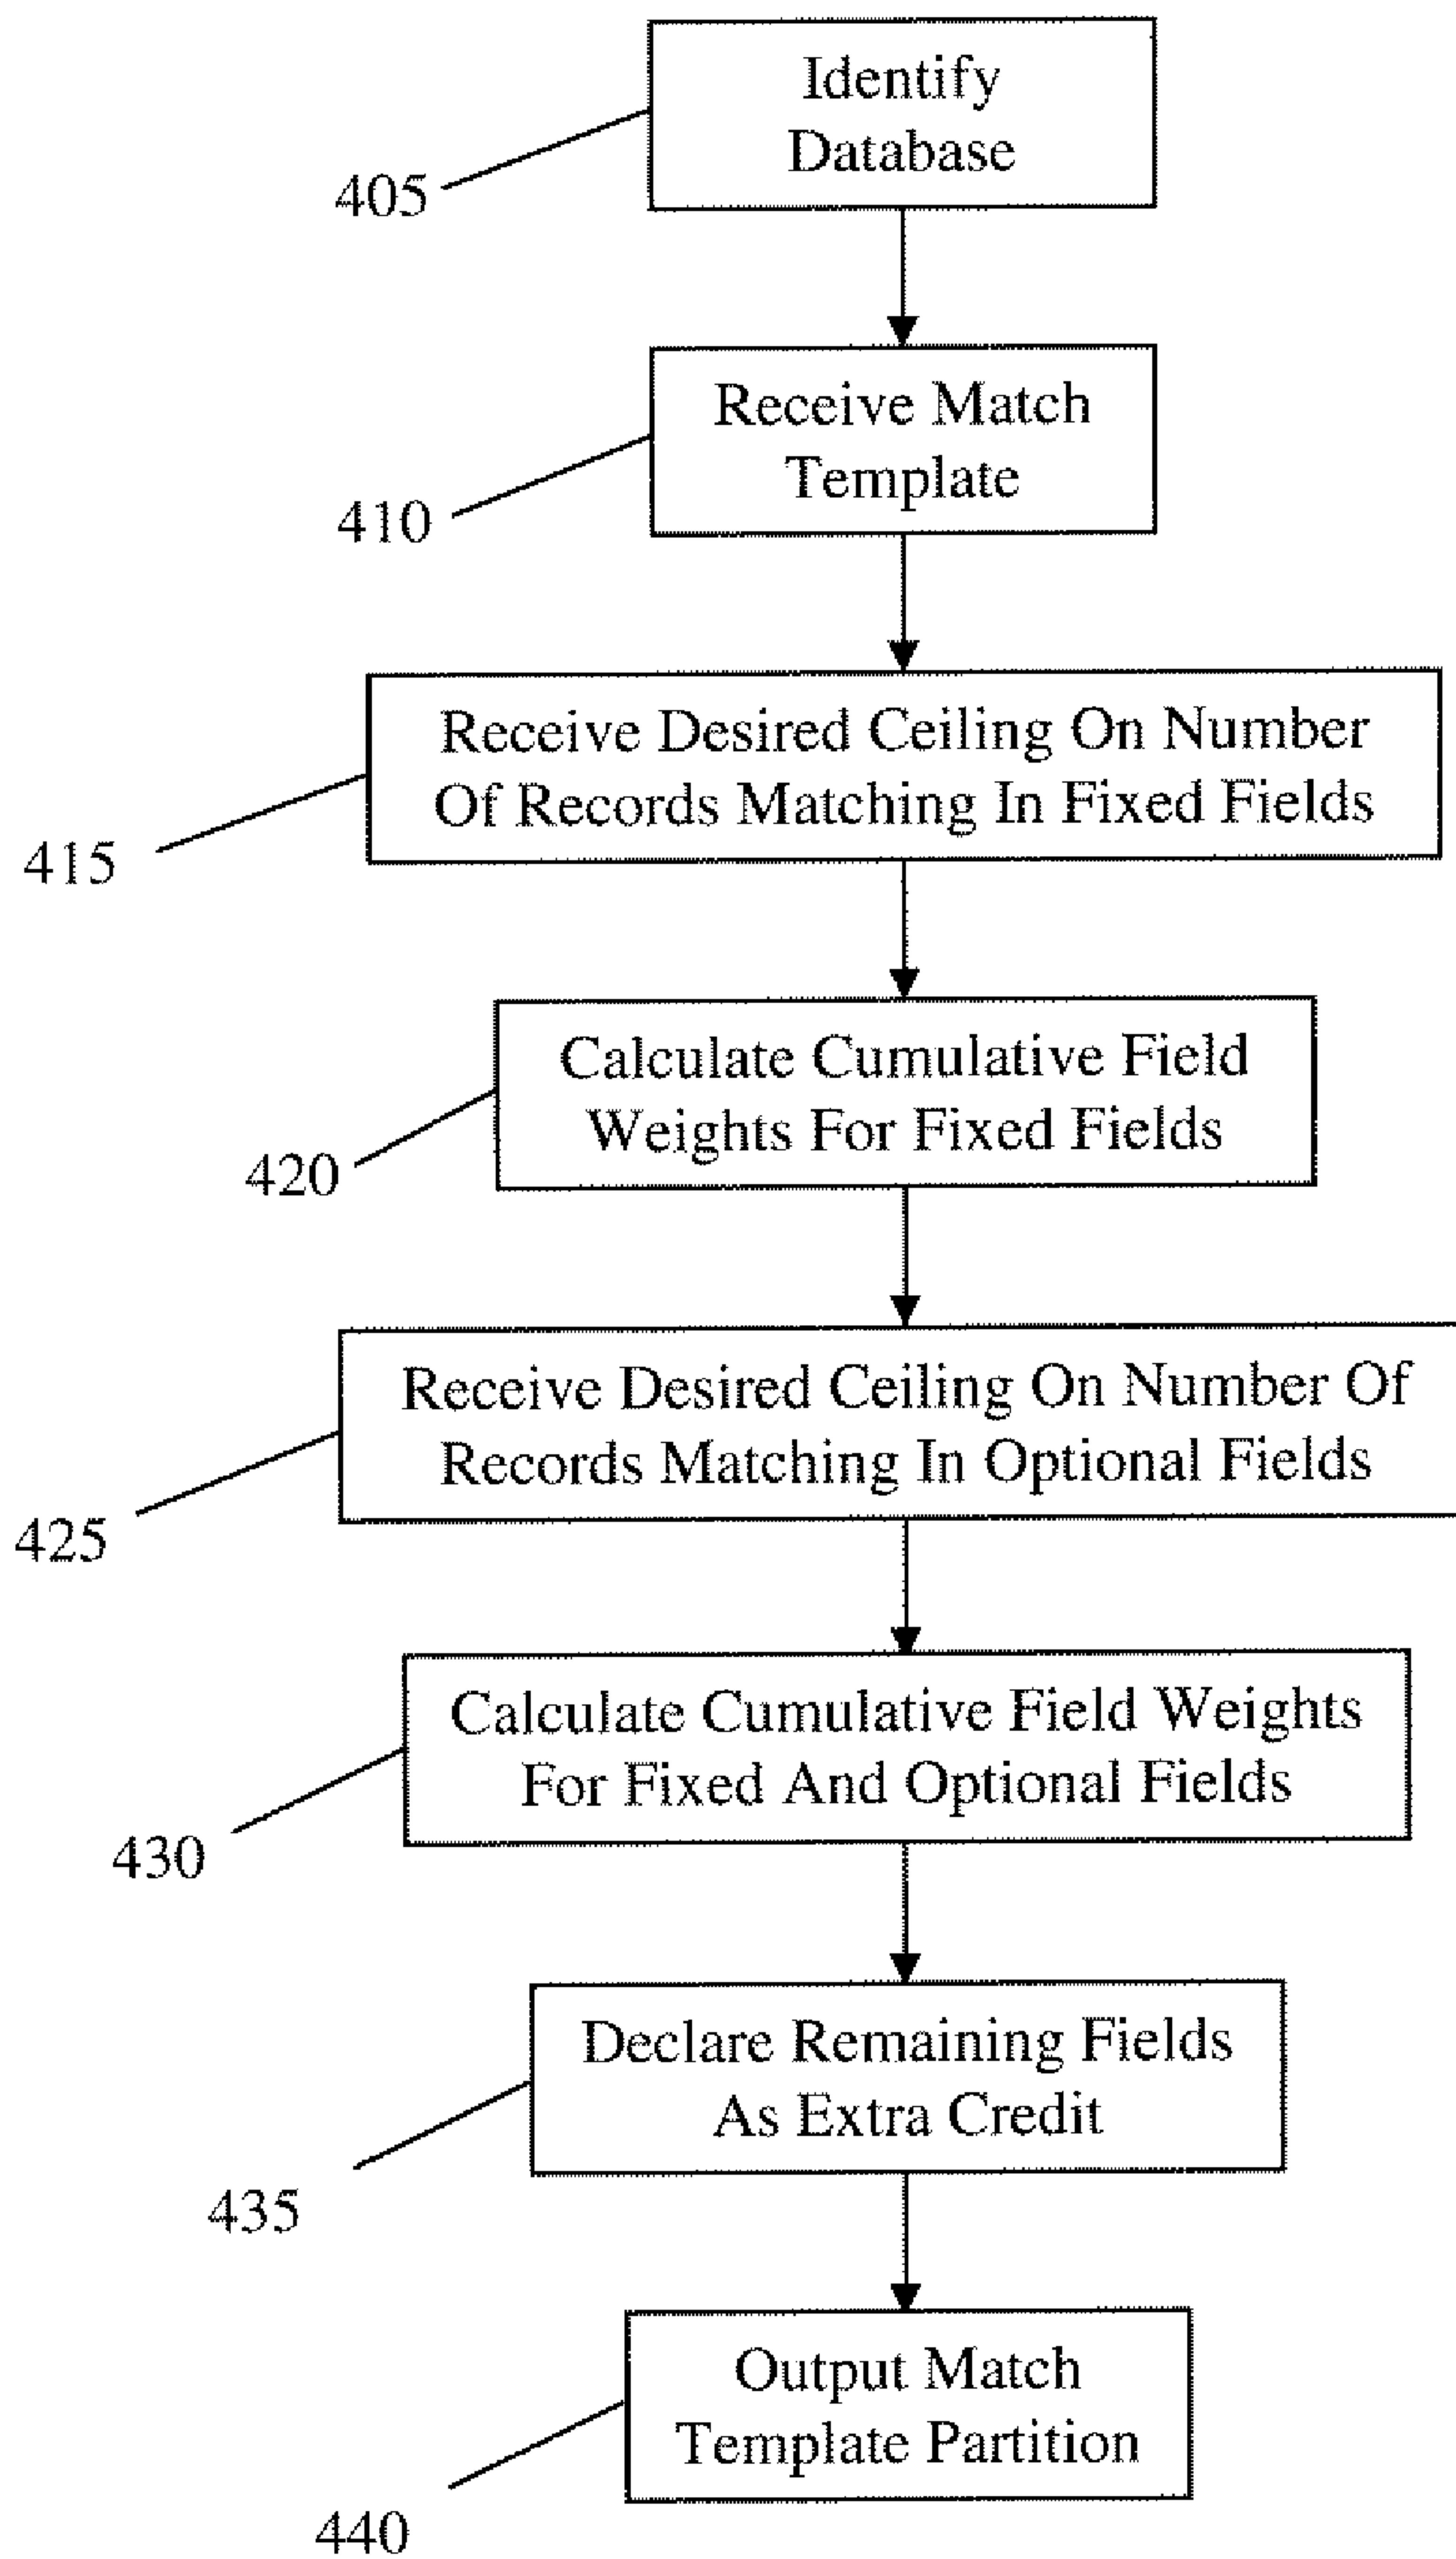 Identify
Database
405
Receive Match
Template
410
Receive Desired Ceiling On Number
Of Records Matching In Fixed Fields
415
Calculate Cumulative Field
Weights For Fixed Fields
420
Receive Desired Ceiling On Number Of
Records Matching In Optional Fields
425
Calculate Cumulative Field Weights
For Fixed And Optional Fields
430
Declare Remaining Fields
As Extra Credit
435
Output Match
Template Partition
440